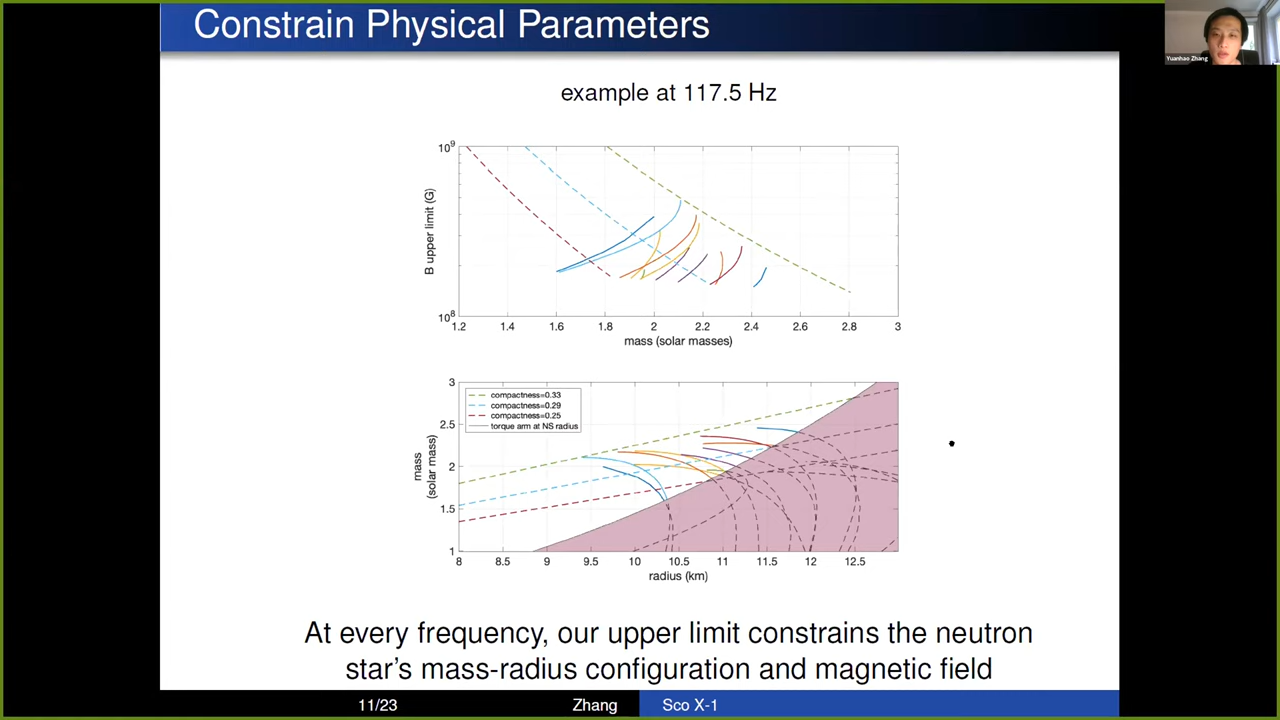 Constrain Physical Parameters
Yuanhao Zhang
example at 117.5 Hz
10^9
B upper limit (G)
10^8
1.2 1.4 1.6 1.8 2 2.2 2.4 2.6 2.8 3
mass (solar masses)
3
compactness=0.33
compactness=0.29
compactness=0.25
torque arm at NS radius
2.5
mass
(solar mass)
2
1.5
1
8 8.5 9 9.5 10 10.5 11 11.5 12 12.5
radius (km)
At every frequency, our upper limit constrains the neutron
star's mass-radius configuration and magnetic field
11/23 Zhang Sco X-1